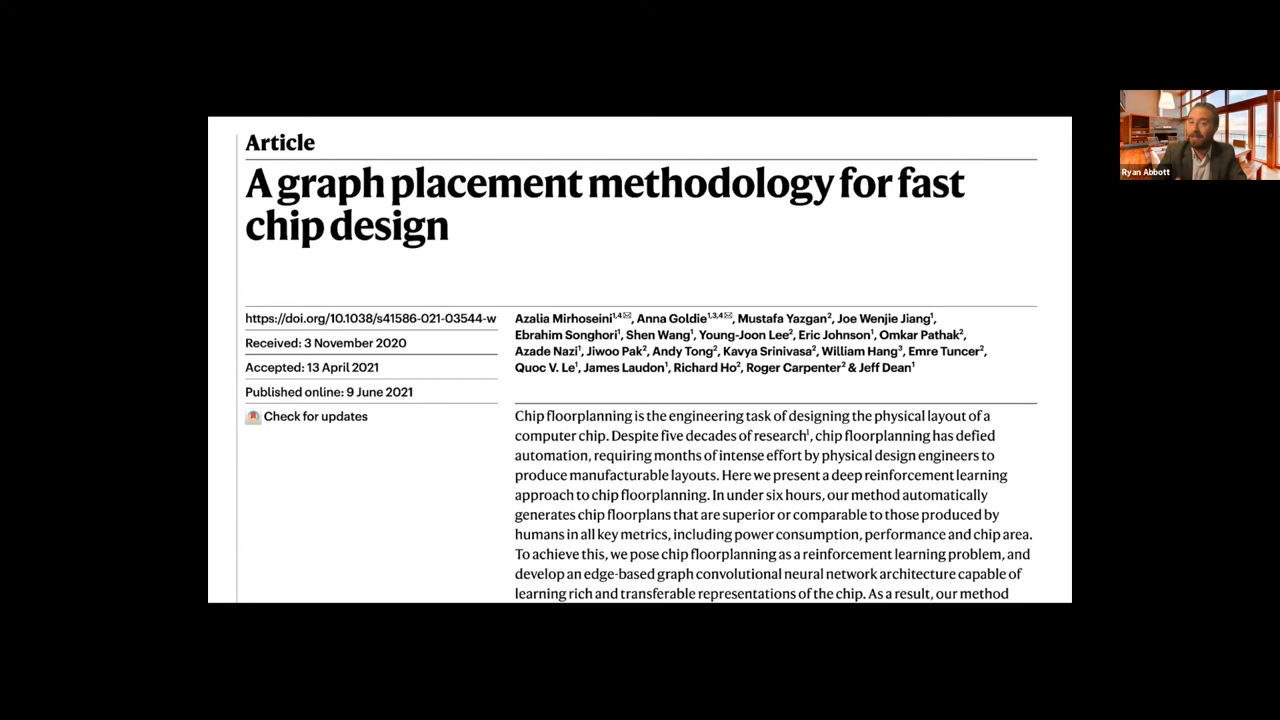 Article
A graph placement methodology for fast
chip design
https://doi.org/10.1038/s41586-021-03544-w
Received: 3 November 2020
Accepted: 13 April 2021
Published online: 9 June 2021
Check for updates
Azalia Mirhoseini1,4✉, Anna Goldie1,3,4✉, Mustafa Yazgan2, Joe Wenjie Jiang1,
Ebrahim Songhori1, Shen Wang1, Young-Joon Lee2, Eric Johnson1, Omkar Pathak2,
Azade Nazi1, Jiwoo Pak2, Andy Tong2, Kavya Srinivasa2, William Hang3, Emre Tuncer2,
Quoc V. Le1, James Laudon1, Richard Ho2, Roger Carpenter2 & Jeff Dean1
Chip floorplanning is the engineering task of designing the physical layout of a
computer chip. Despite five decades of research1, chip floorplanning has defied
automation, requiring months of intense effort by physical design engineers to
produce manufacturable layouts. Here we present a deep reinforcement learning
approach to chip floorplanning. In under six hours, our method automatically
generates chip floorplans that are superior or comparable to those produced by
humans in all key metrics, including power consumption, performance and chip area.
To achieve this, we pose chip floorplanning as a reinforcement learning problem, and
develop an edge-based graph convolutional neural network architecture capable of
learning rich and transferable representations of the chip. As a result, our method
Ryan Abbott